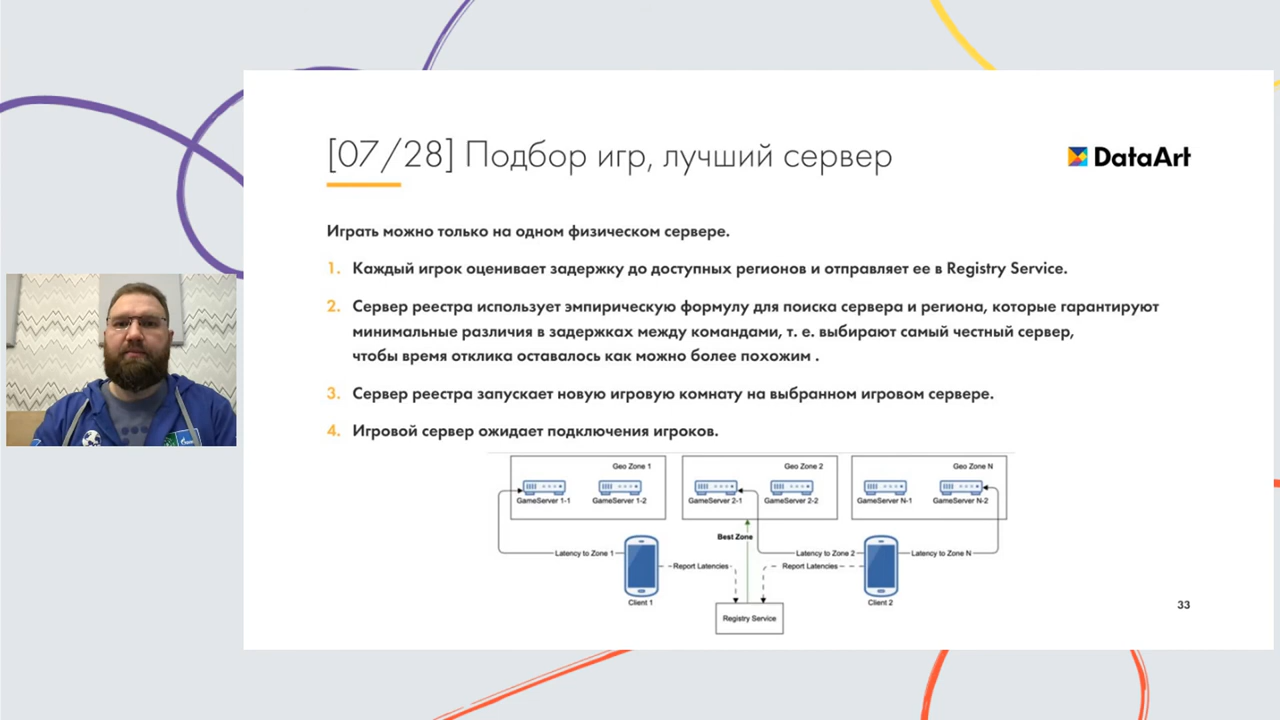 [07/28] Подбор игр, лучший сервер
DataArt
Играть можно только на одном физическом сервере.
1. Каждый игрок оценивает задержку до доступных регионов и отправляет ее в Registry Service.
2. Сервер реестра использует эмпирическую формулу для поиска сервера и региона, которые гарантируют
минимальные различия в задержках между командами, т. е. выбирают самый честный сервер,
чтобы время отклика оставалось как можно более похожим .
3. Сервер реестра запускает новую игровую комнату на выбранном игровом сервере.
4. Игровой сервер ожидает подключения игроков.
Geo Zone 1
GameServer 1-1
GameServer 1-2
Geo Zone 2
GameServer 2-1
GameServer 2-2
Geo Zone N
GameServer N-1
GameServer N-2
Best Zone
Latency to Zone 1
Latency to Zone 2
Latency to Zone N
Report Latencies
Report Latencies
Client 1
Client 2
Registry Service
33